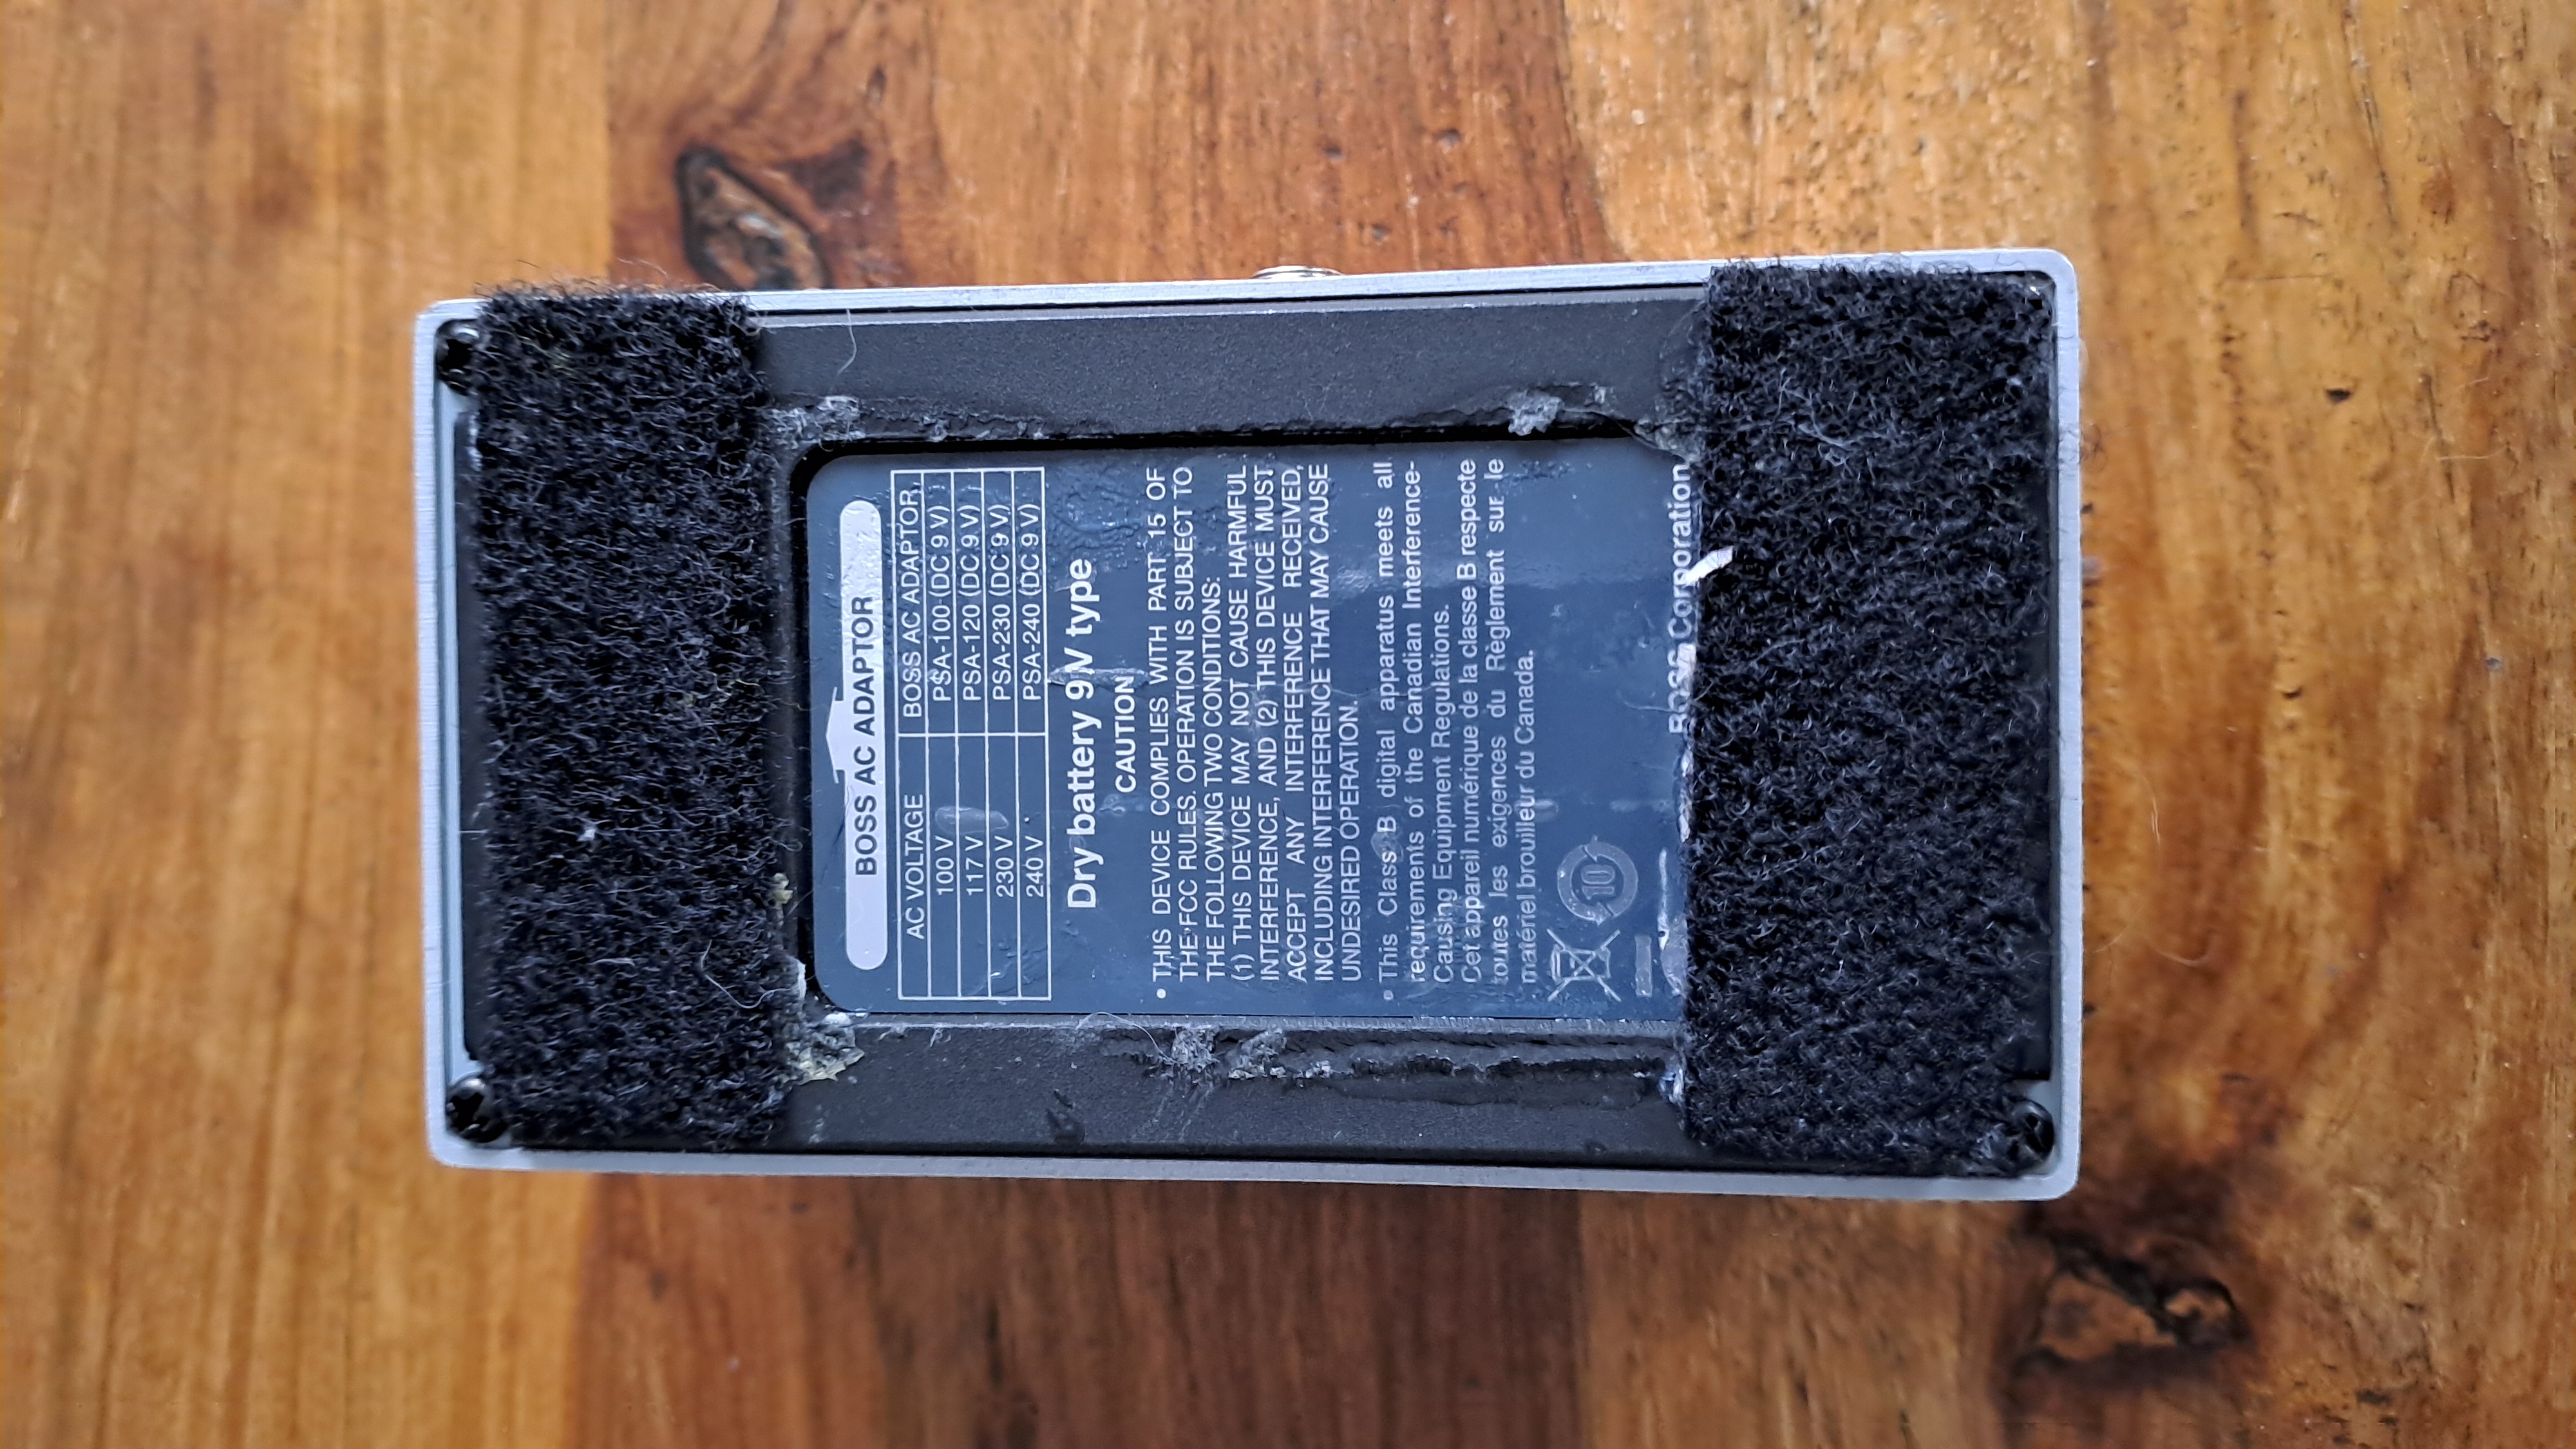 BOSS AC ADAPTOR
AC VOLTAGE BOSS AC ADAPTOR
100 V PSA-100 (DC 9 V)
117 V PSA-120 (DC 9 V)
230 V PSA-230 (DC 9 V)
240 V PSA-240 (DC 9 V)
Dry battery 9 V type
CAUTION
• THIS DEVICE COMPLIES WITH PART 15 OF
THE FCC RULES. OPERATION IS SUBJECT TO
THE FOLLOWING TWO CONDITIONS:
(1) THIS DEVICE MAY NOT CAUSE HARMFUL
INTERFERENCE, AND (2) THIS DEVICE MUST
ACCEPT ANY INTERFERENCE RECEIVED,
INCLUDING INTERFERENCE THAT MAY CAUSE
UNDESIRED OPERATION.
• This Class B digital apparatus meets all
requirements of the Canadian Interference-
Causing Equipment Regulations.
Cet appareil numérique de la classe B respecte
toutes les exigences du Règlement sur le
matériel brouilleur du Canada.
10
BOSS Corporation